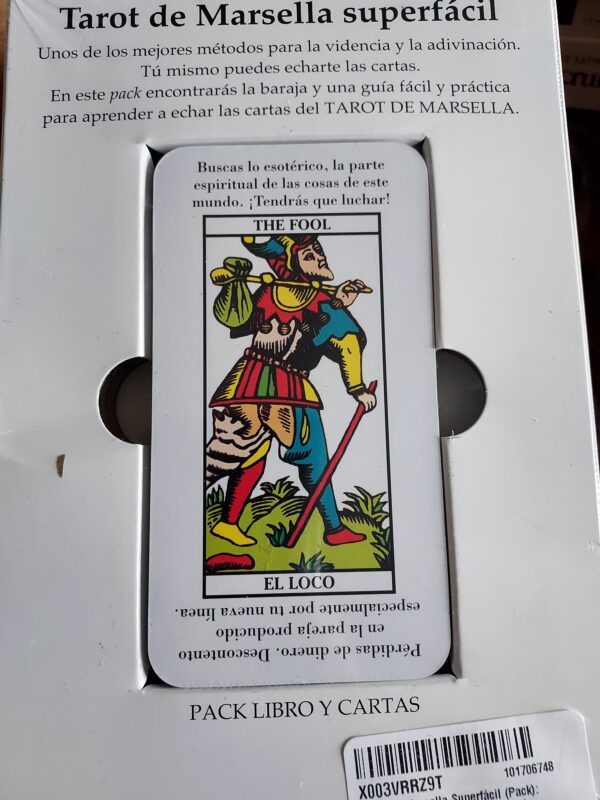 Tarot de Marsella superfácil
Unos de los mejores métodos para la videncia y la adivinación.
Tú mismo puedes echarte las cartas.
En este pack encontrarás la baraja y una guía fácil y práctica
para aprender a echar las cartas del TAROT DE MARSELLA.
Buscas lo esotérico, la parte
espiritual de las cosas de este
mundo. ¡Tendrás que luchar!
THE FOOL
EL LOCO
Pérdidas de dinero. Descontento
en la pareja producido
especialmente por tu nueva línea.
PACK LIBRO Y CARTAS
X003VRRZ9T
101706748
Superfácil (Pack):